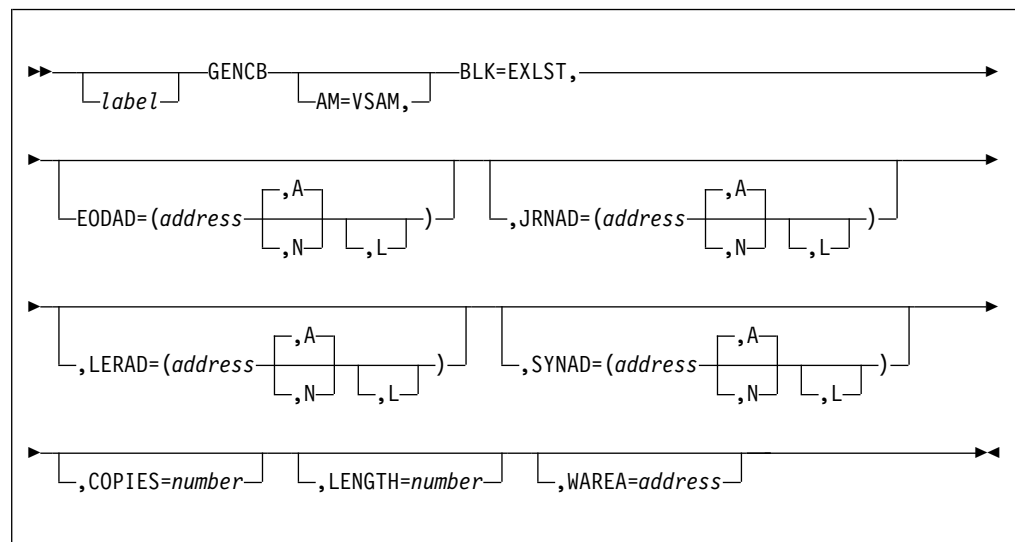 GENCB BLK=EXLST,
label AM=VSAM,
,A ,A
EODAD=(address ,N ,L ) ,JRNAD=(address ,N ,L )
,A ,A
,LERAD=(address ,N ,L ) ,SYNAD=(address ,N ,L )
,COPIES=number ,LENGTH=number ,WAREA=address